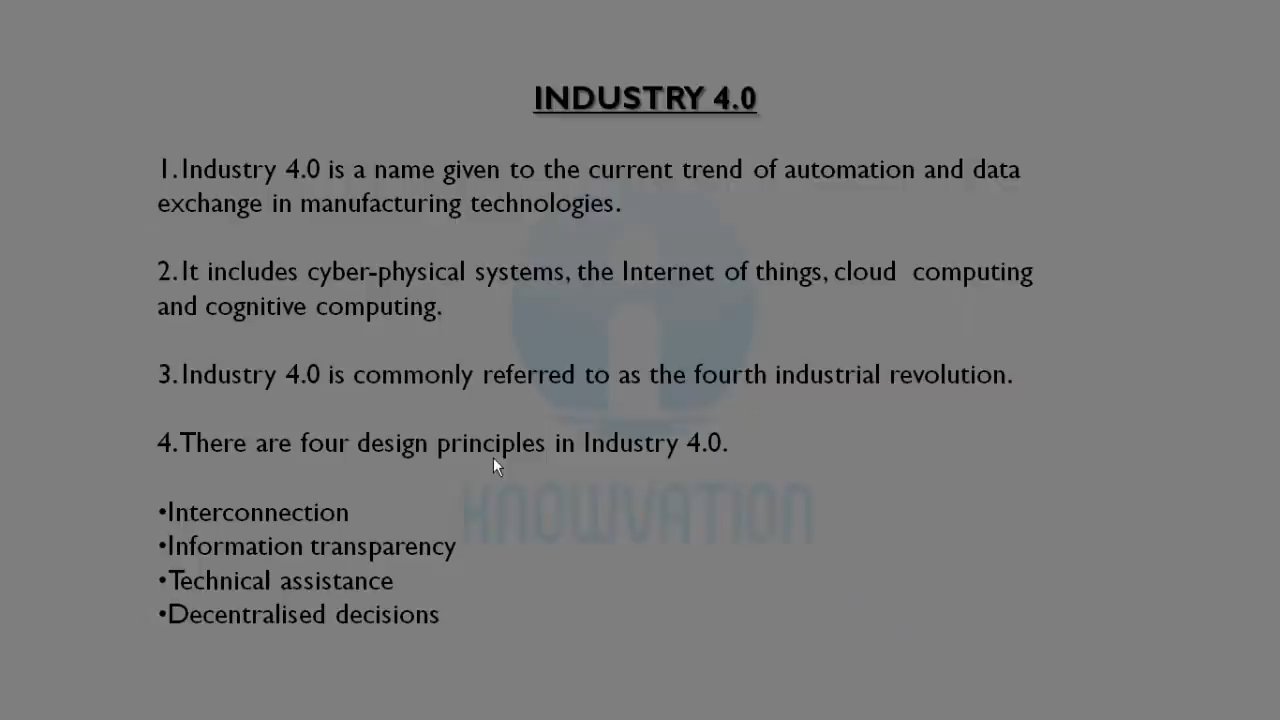 INDUSTRY 4.0
1. Industry 4.0 is a name given to the current trend of automation and data
exchange in manufacturing technologies.
2. It includes cyber-physical systems, the Internet of things, cloud  computing
and cognitive computing.
3. Industry 4.0 is commonly referred to as the fourth industrial revolution.
4. There are four design principles in Industry 4.0.
•Interconnection
•Information transparency
•Technical assistance
•Decentralised decisions
KNOWVATION